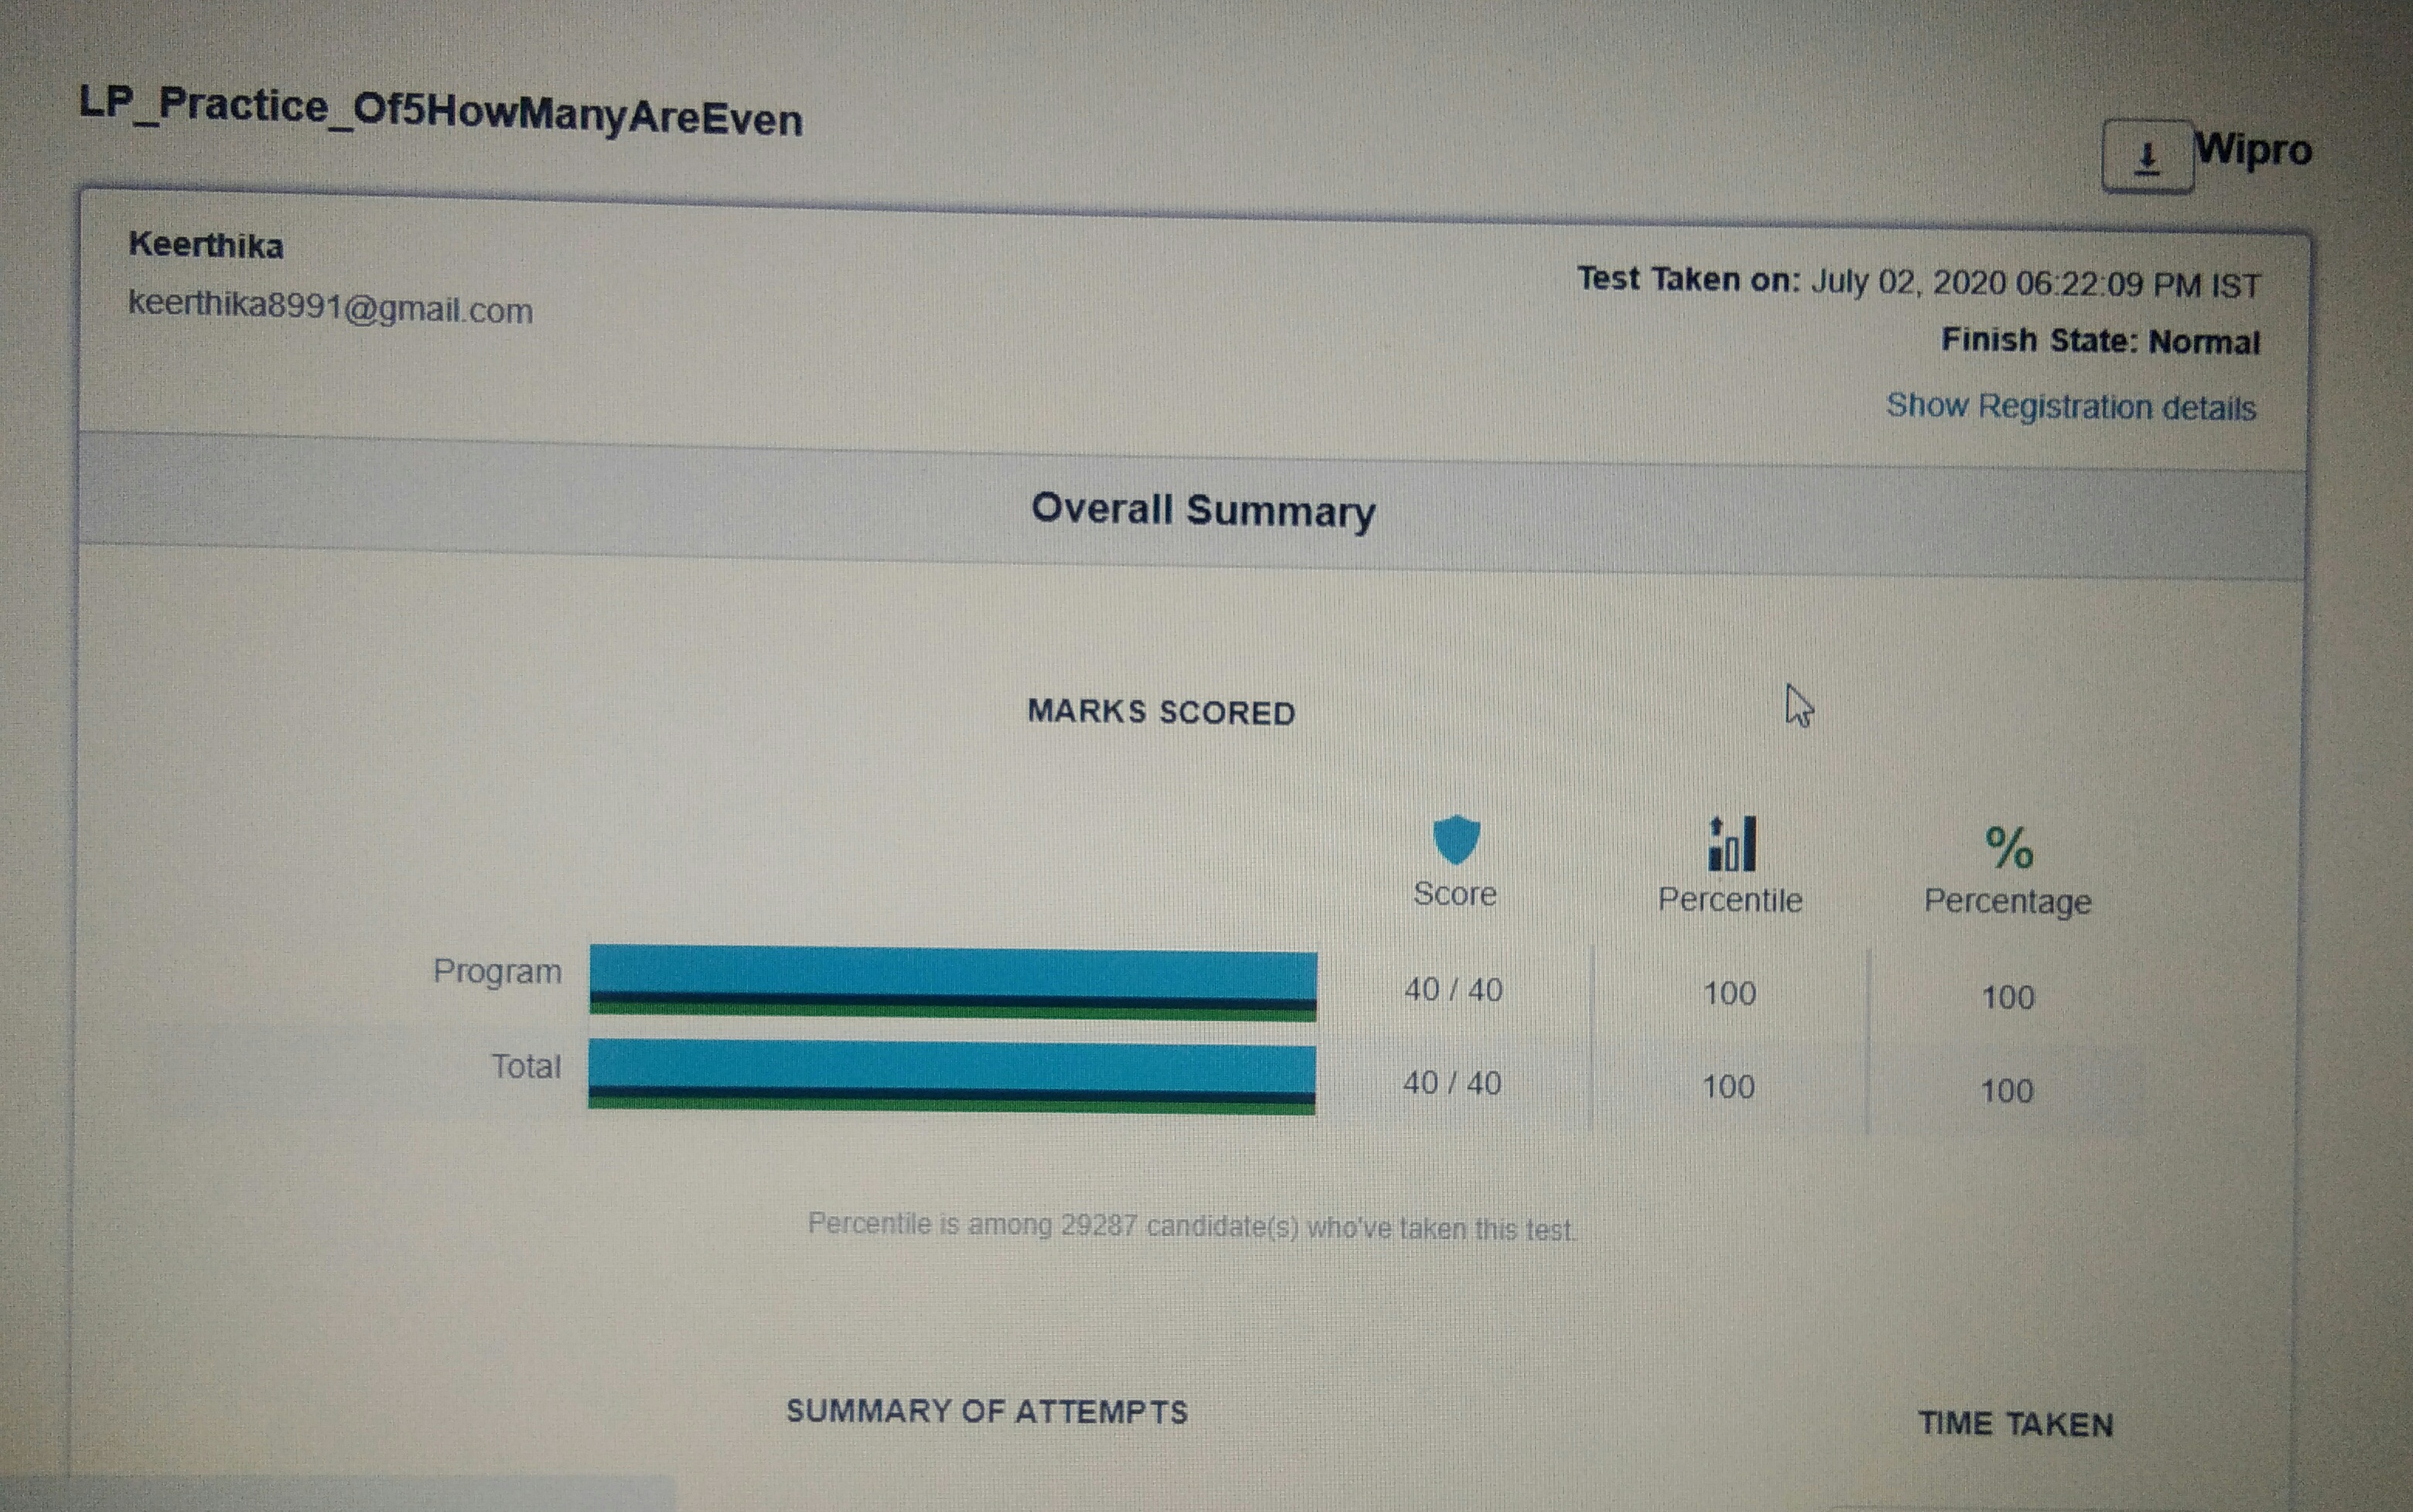 LP_Practice_Of5HowManyAreEven
Wipro
Keerthika
keerthika8991@gmail.com
Test Taken on: July 02, 2020 06:22:09 PM IST
Finish State: Normal
Show Registration details
Overall Summary
MARKS SCORED
Score Percentile % Percentage
Program 40 / 40 100 100
Total 40 / 40 100 100
Percentile is among 29287 candidate(s) who've taken this test.
SUMMARY OF ATTEMPTS
TIME TAKEN